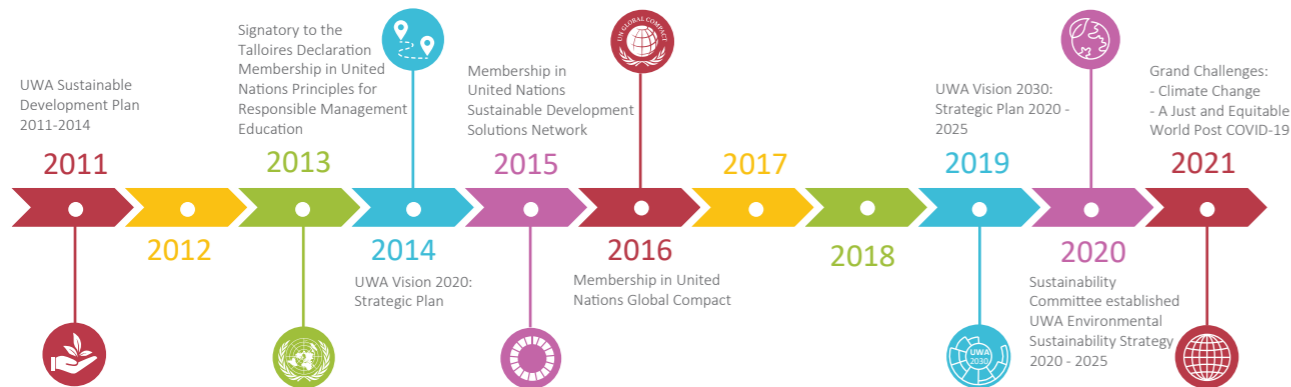 UWA Sustainable
Development Plan
2011-2014
2011
2012
Signatory to the
Talloires Declaration
Membership in United
Nations Principles for
Responsible Management
Education
2013
2014
UWA Vision 2020:
Strategic Plan
Membership in
United Nations
Sustainable Development
Solutions Network
2015
UN GLOBAL COMPACT
2016
Membership in United
Nations Global Compact
2017
2018
UWA Vision 2030:
Strategic Plan 2020 -
2025
2019
UWA
2030
2020
Sustainability
Committee established
UWA Environmental
Sustainability Strategy
2020 - 2025
Grand Challenges:
- Climate Change
- A Just and Equitable
World Post COVID-19
2021